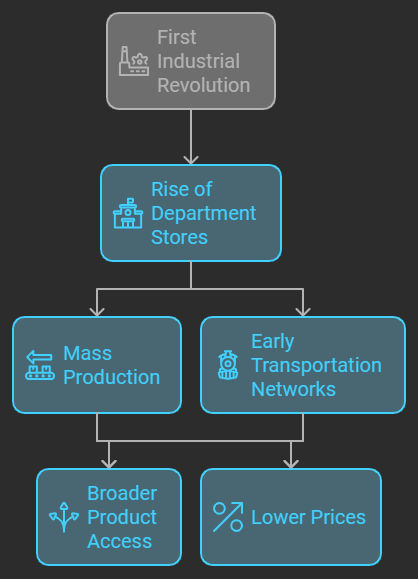 First
Industrial
Revolution
Rise of
Department
Stores
Mass
Production
Early
Transportation
Networks
Broader
Product
Access
Lower Prices